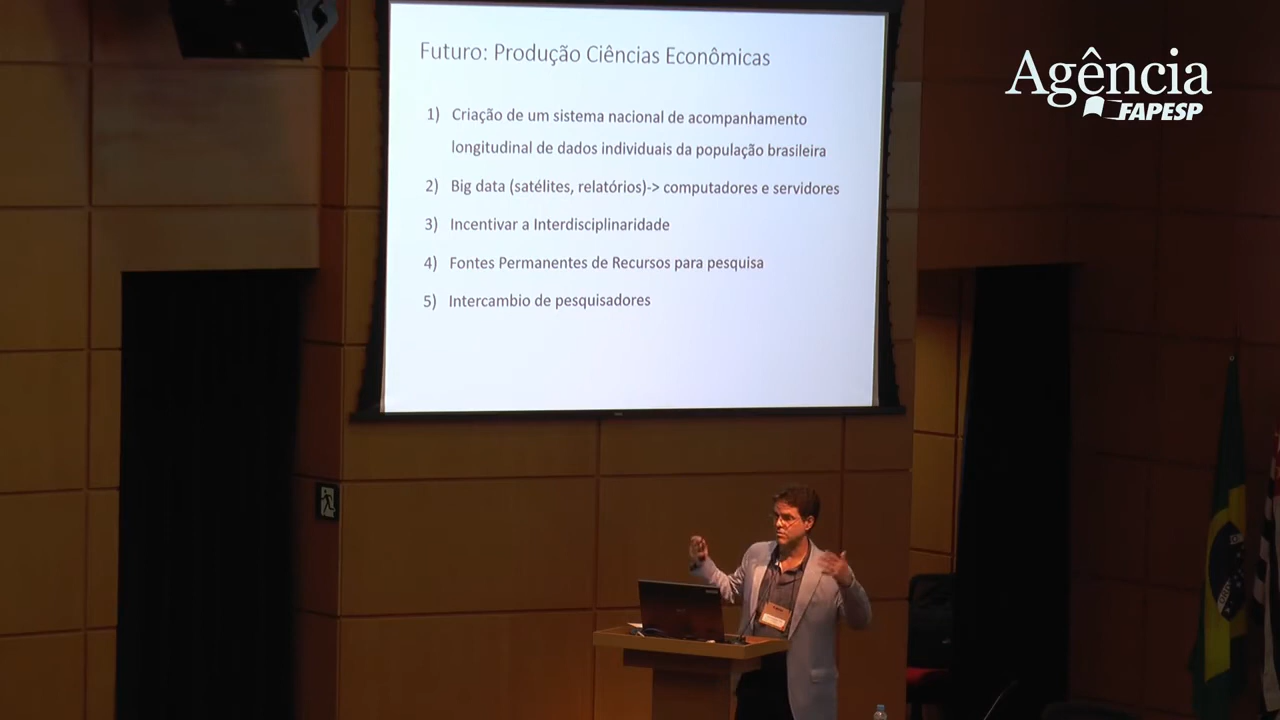 Futuro: Produção Ciências Econômicas
1) Criação de um sistema nacional de acompanhamento
longitudinal de dados individuais da população brasileira
2) Big data (satélites, relatórios)-> computadores e servidores
3) Incentivar a Interdisciplinaridade
4) Fontes Permanentes de Recursos para pesquisa
5) Intercambio de pesquisadores
Agência
FAPESP